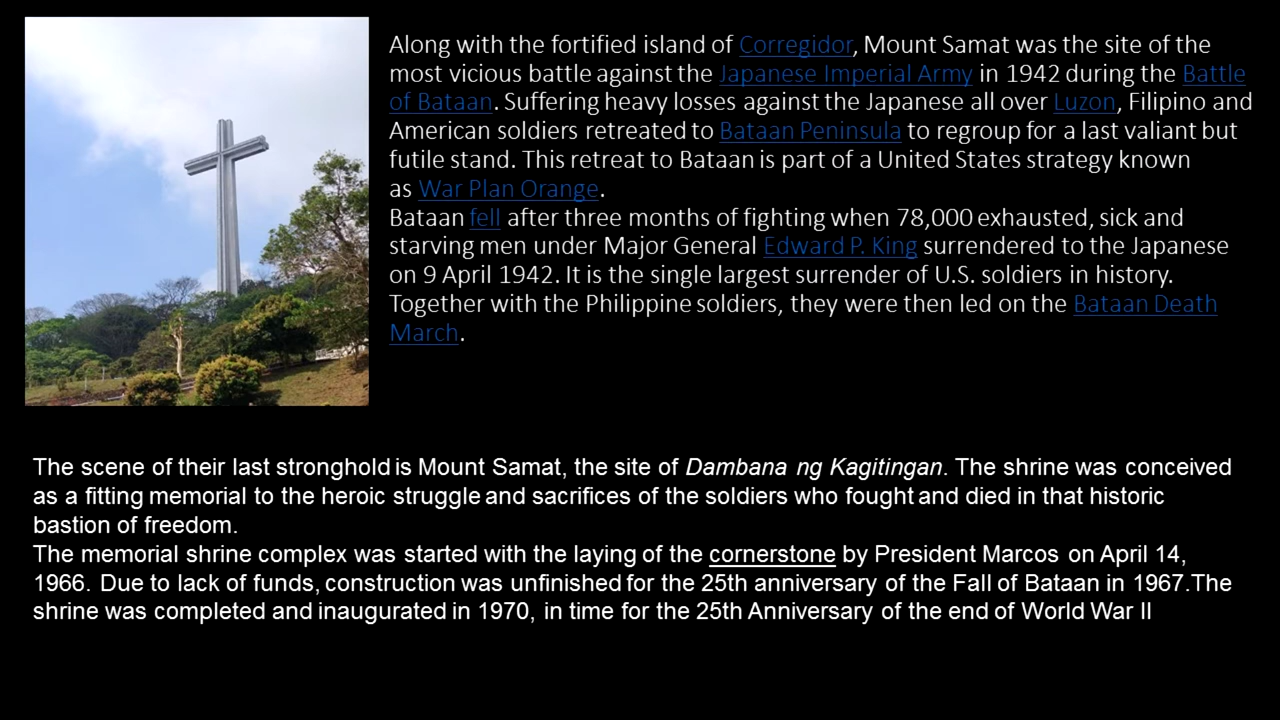 Along with the fortified island of Corregidor, Mount Samat was the site of the
most vicious battle against the Japanese Imperial Army in 1942 during the Battle
of Bataan. Suffering heavy losses against the Japanese all over Luzon, Filipino and
American soldiers retreated to Bataan Peninsula to regroup for a last valiant but
futile stand. This retreat to Bataan is part of a United States strategy known
as War Plan Orange.
Bataan fell after three months of fighting when 78,000 exhausted, sick and
starving men under Major General Edward P. King surrendered to the Japanese
on 9 April 1942. It is the single largest surrender of U.S. soldiers in history.
Together with the Philippine soldiers, they were then led on the Bataan Death
March.
The scene of their last stronghold is Mount Samat, the site of Dambana ng Kagitingan. The shrine was conceived
as a fitting memorial to the heroic struggle and sacrifices of the soldiers who fought and died in that historic
bastion of freedom.
The memorial shrine complex was started with the laying of the cornerstone by President Marcos on April 14,
1966. Due to lack of funds, construction was unfinished for the 25th anniversary of the Fall of Bataan in 1967.The
shrine was completed and inaugurated in 1970, in time for the 25th Anniversary of the end of World War II